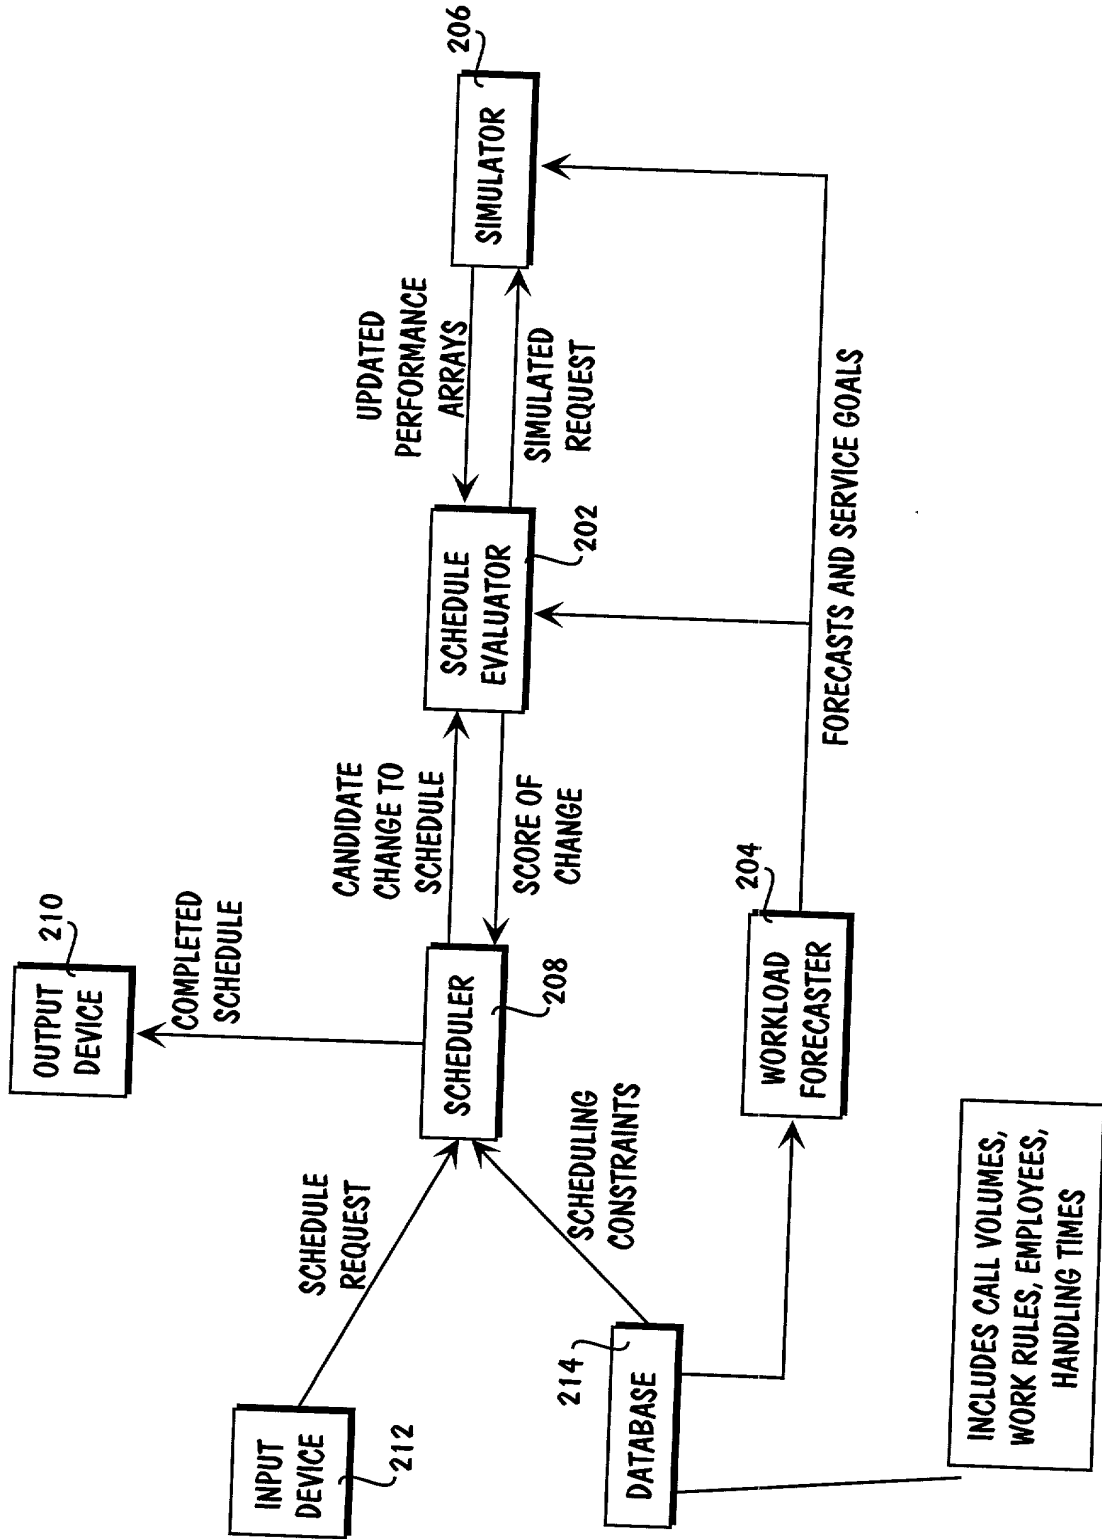 OUTPUT
DEVICE
210
COMPLETED
SCHEDULE
INPUT
DEVICE
212
SCHEDULE
REQUEST
SCHEDULER
208
CANDIDATE
CHANGE TO
SCHEDULE
SCORE OF
CHANGE
SCHEDULE
EVALUATOR
202
UPDATED
PERFORMANCE
ARRAYS
SIMULATED
REQUEST
SIMULATOR
206
DATABASE
214
SCHEDULING
CONSTRAINTS
WORKLOAD
FORECASTER
204
FORECASTS AND SERVICE GOALS
INCLUDES CALL VOLUMES,
WORK RULES, EMPLOYEES,
HANDLING TIMES